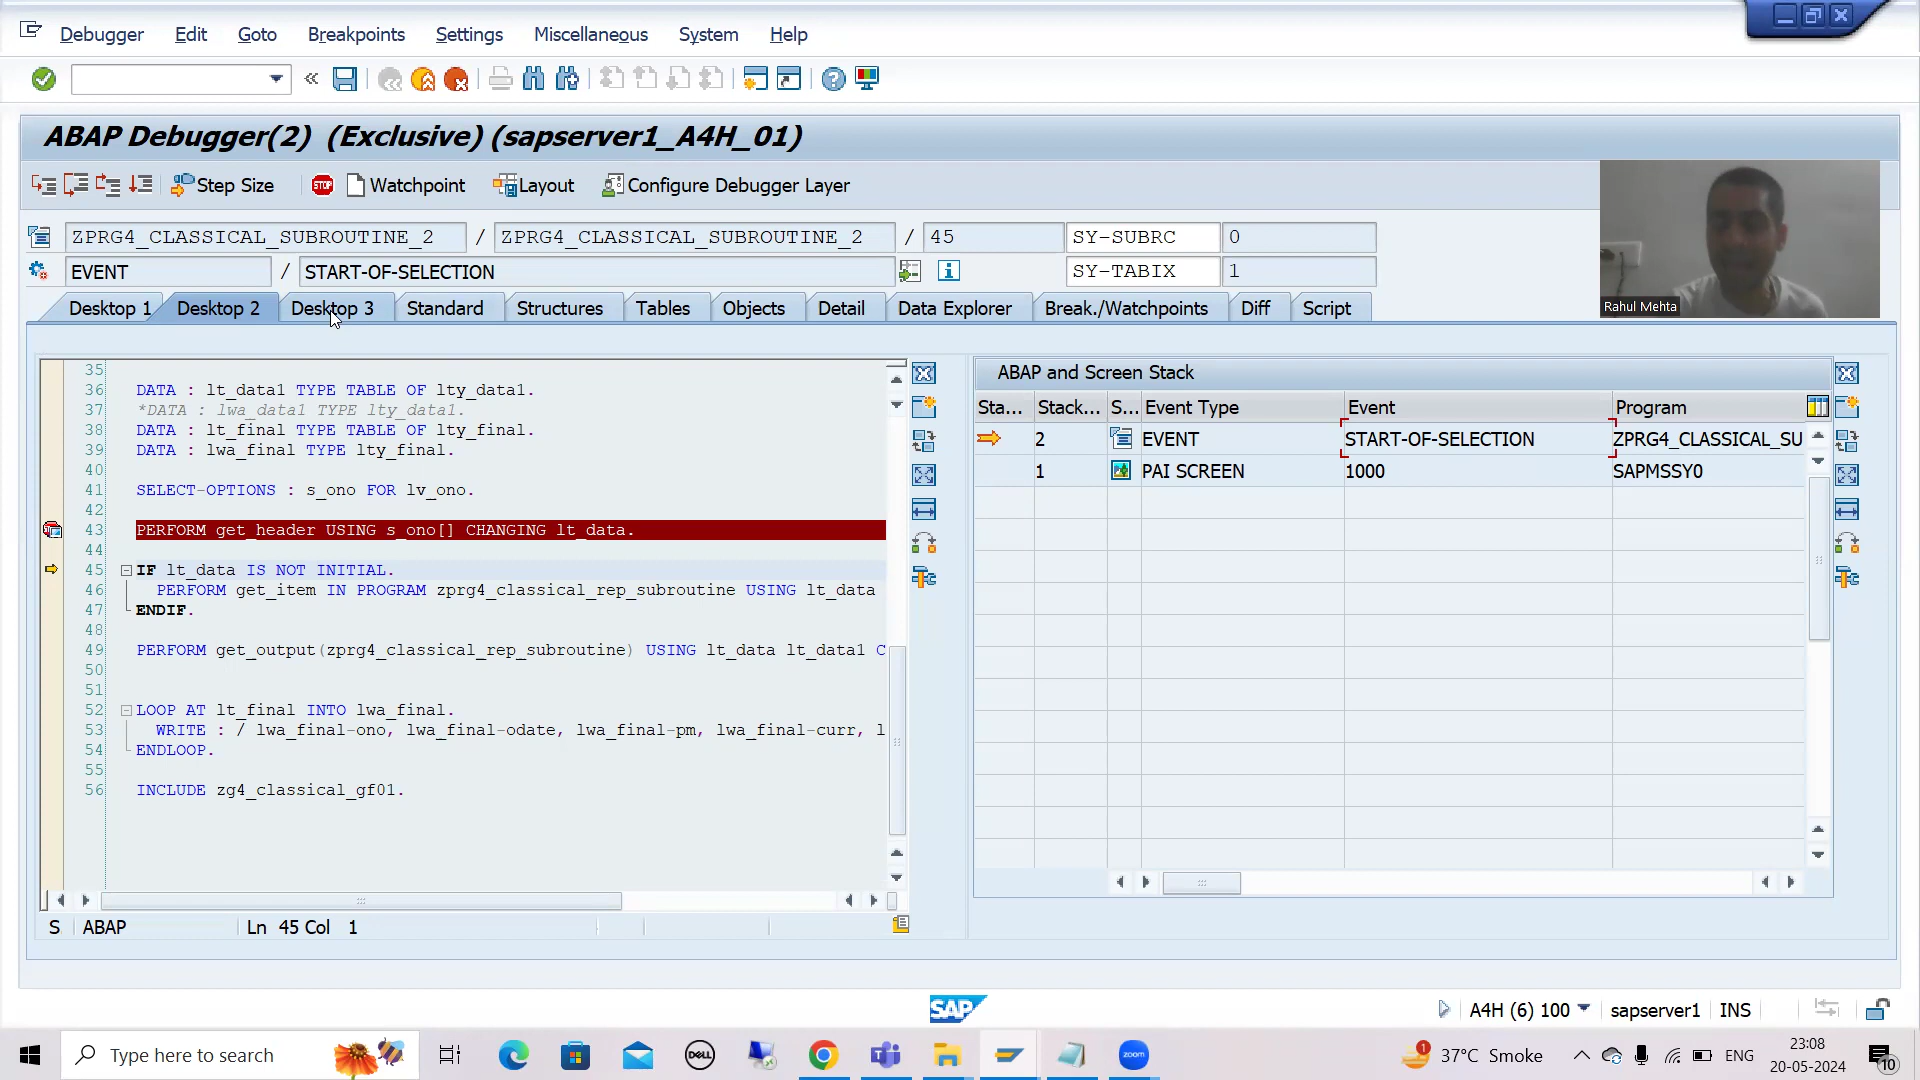 Debugger Edit Goto Breakpoints Settings Miscellaneous System Help
ABAP Debugger(2) (Exclusive) (sapserver1_A4H_01)
Step Size STOP Watchpoint Layout Configure Debugger Layer
ZPRG4_CLASSICAL_SUBROUTINE_2 / ZPRG4_CLASSICAL_SUBROUTINE_2 / 45 SY-SUBRC 0
EVENT / START-OF-SELECTION SY-TABIX 1
Rahul Mehta
Desktop 1 Desktop 2 Desktop 3 Standard Structures Tables Objects Detail Data Explorer Break./Watchpoints Diff Script
35
36 DATA : lt_data1 TYPE TABLE OF lty_data1.
37 *DATA : lwa_data1 TYPE lty_data1.
38 DATA : lt_final TYPE TABLE OF lty_final.
39 DATA : lwa_final TYPE lty_final.
40
41 SELECT-OPTIONS : s_ono FOR lv_ono.
42
43 PERFORM get_header USING s_ono[] CHANGING lt_data.
44
45 IF lt_data IS NOT INITIAL.
46 PERFORM get_item IN PROGRAM zprg4_classical_rep_subroutine USING lt_data
47 ENDIF.
48
49 PERFORM get_output(zprg4_classical_rep_subroutine) USING lt_data lt_data1 C
50
51
52 LOOP AT lt_final INTO lwa_final.
53 WRITE : / lwa_final-ono, lwa_final-odate, lwa_final-pm, lwa_final-curr, l
54 ENDLOOP.
55
56 INCLUDE zg4_classical_gf01.
S ABAP Ln 45 Col 1
ABAP and Screen Stack
Sta... Stack... S... Event Type Event Program
2 EVENT START-OF-SELECTION ZPRG4_CLASSICAL_SU
1 PAI SCREEN 1000 SAPMSSY0
SAP A4H (6) 100 sapserver1 INS
Type here to search DELL zoom 1 37°C Smoke ENG 23:08
20-05-2024 10